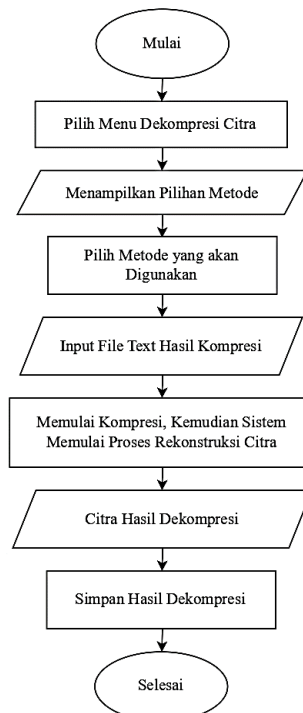 Mulai
Pilih Menu Dekompresi Citra
Menampilkan Pilihan Metode
Pilih Metode yang akan
Digunakan
Input File Text Hasil Kompresi
Memulai Kompresi, Kemudian Sistem
Memulai Proses Rekonstruksi Citra
Citra Hasil Dekompresi
Simpan Hasil Dekompresi
Selesai